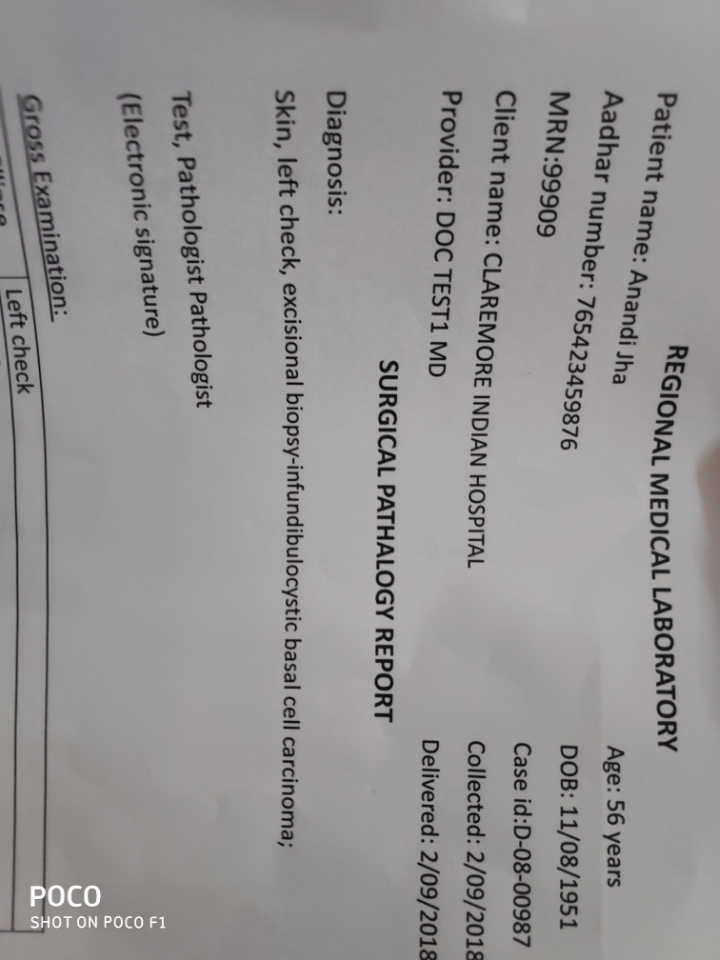 REGIONAL MEDICAL LABORATORY
Patient name: Anandi Jha
Age: 56 years
Aadhar number: 765423459876
DOB: 11/08/1951
MRN:99909
Case id:D-08-00987
Client name: CLAREMORE INDIAN HOSPITAL
Collected: 2/09/2018
Provider: DOC TEST1 MD
Delivered: 2/09/2018
SURGICAL PATHALOGY REPORT
Diagnosis:
Skin, left check, excisional biopsy-infundibulocystic basal cell carcinoma;
Test, Pathologist Pathologist
(Electronic signature)
Gross Examination:
Left check
POCO
SHOT ON POCO F1